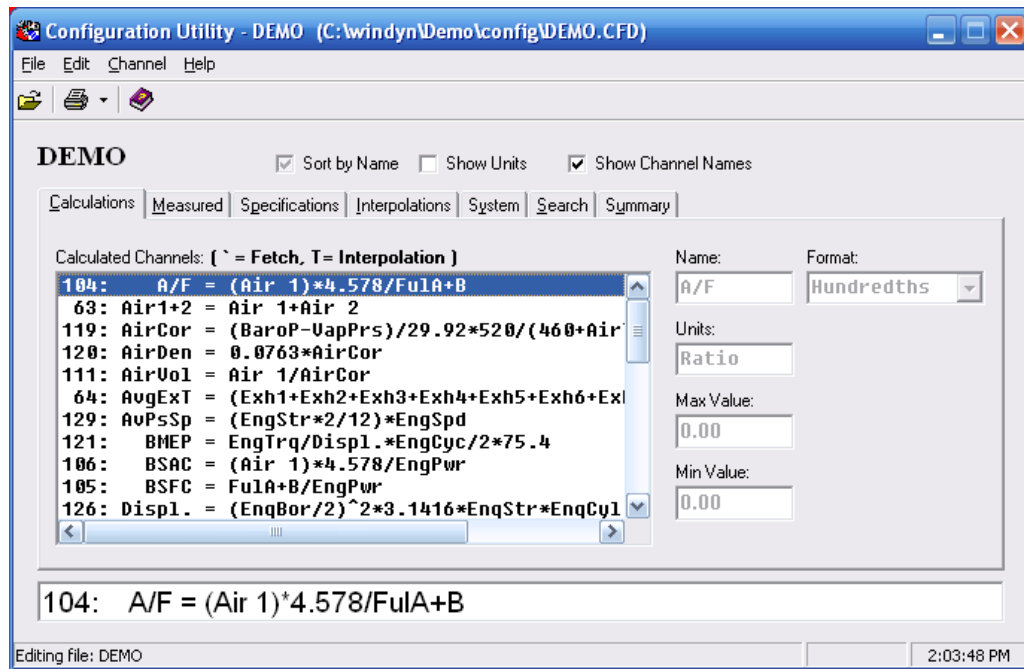 Configuration Utility - DEMO (C:\windyn\Demo\config\DEMO.CFD)
File Edit Channel Help
DEMO
Sort by Name Show Units Show Channel Names
Calculations Measured Specifications Interpolations System Search Summary
Calculated Channels: ( ` = Fetch, T= Interpolation )
104: A/F = (Air 1)*4.578/FulA+B
63: Air1+2 = Air 1+Air 2
119: AirCor = (BaroP-VapPrs)/29.92*520/(460+Air
120: AirDen = 0.0763*AirCor
111: AirVol = Air 1/AirCor
64: AvgExT = (Exh1+Exh2+Exh3+Exh4+Exh5+Exh6+Exh
129: AvPsSp = (EngStr*2/12)*EngSpd
121: BMEP = EngTrq/Displ.*EngCyc/2*75.4
106: BSAC = (Air 1)*4.578/EngPwr
105: BSFC = FulA+B/EngPwr
126: Displ. = (EngBor/2)^2*3.1416*EngStr*EngCyl
Name:
A/F
Format:
Hundredths
Units:
Ratio
Max Value:
0.00
Min Value:
0.00
104: A/F = (Air 1)*4.578/FulA+B
Editing file: DEMO
2:03:48 PM